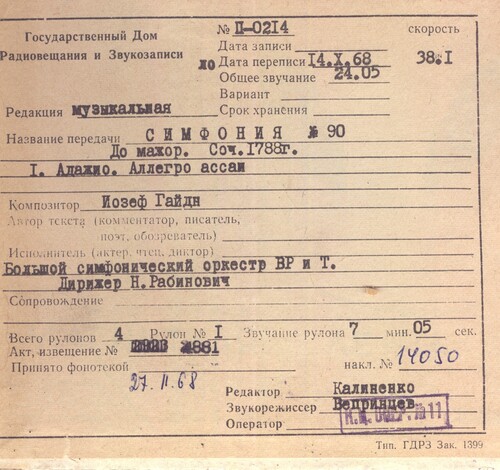 Государственный Дом
Радиовещания и Звукозаписи
№ П-0214 скорость
Дата записи
до Дата переписи 14.X.68 38.I
Общее звучание 24.05
Вариант
Редакция музыкальная Срок хранения
Название передачи СИМФОНИЯ № 90
До мажор. Соч.1788г.
I. Адажио. Аллегро ассаи
Композитор Иозеф Гайдн
Автор текста (комментатор, писатель,
поэт, обозреватель)
Исполнитель (актер, чтец, диктор)
Большой симфонический оркестр ВР и Т.
Дирижер Н.Рабинович
Сопровождение
Всего рулонов 4 Рулон № I Звучание рулона 7 мин. 05 сек.
Акт, извещение № 2881
Принято фонотекой накл. № 14050
27.11.68
Редактор Калиненко
Звукорежиссер Вепринцев
Оператор
Тип. ГДРЗ Зак. 1399